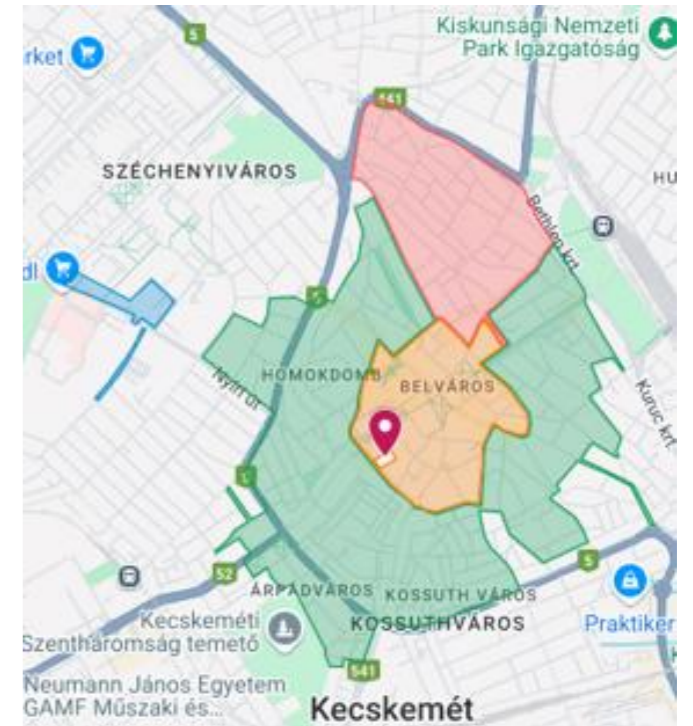 Kiskunsági Nemzeti
Park Igazgatóság
5
rket
541
SZÉCHENYIVÁROS
HU
Bethlen krt.
dl
5
HOMOKDOMB
BELVÁROS
Nyíri út
Kuruc krt.
5
52
5
ÁRPÁDVÁROS
KOSSUTH VÁROS
Kecskeméti
Szentháromság temető
KOSSUTHVÁROS
Praktiker
541
Neumann János Egyetem
GAMF Műszaki és...
Kecskemét